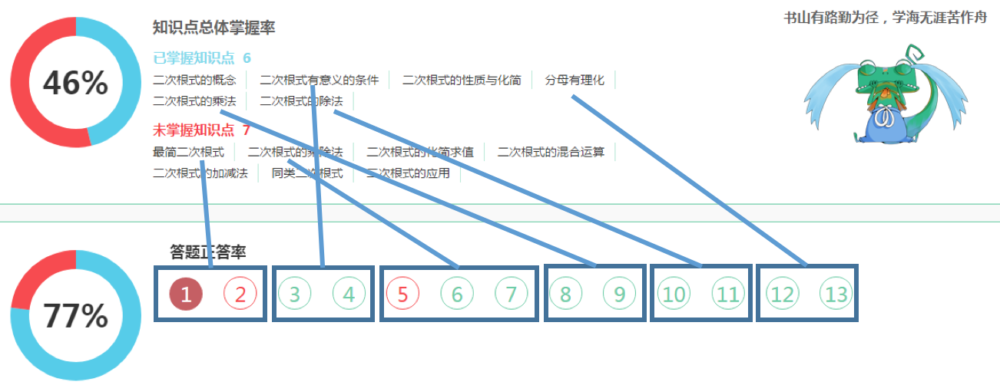 书山有路勤为径，学海无涯苦作舟
46%
知识点总体掌握率
已掌握知识点 6
二次根式的概念 二次根式有意义的条件 二次根式的性质与化简 分母有理化
二次根式的乘法 二次根式的除法
未掌握知识点 7
最简二次根式 二次根式的乘除法 二次根式的化简求值 二次根式的混合运算
二次根式的加减法 同类二次根式 二次根式的应用
77%
答题正答率
1 2 3 4 5 6 7 8 9 10 11 12 13